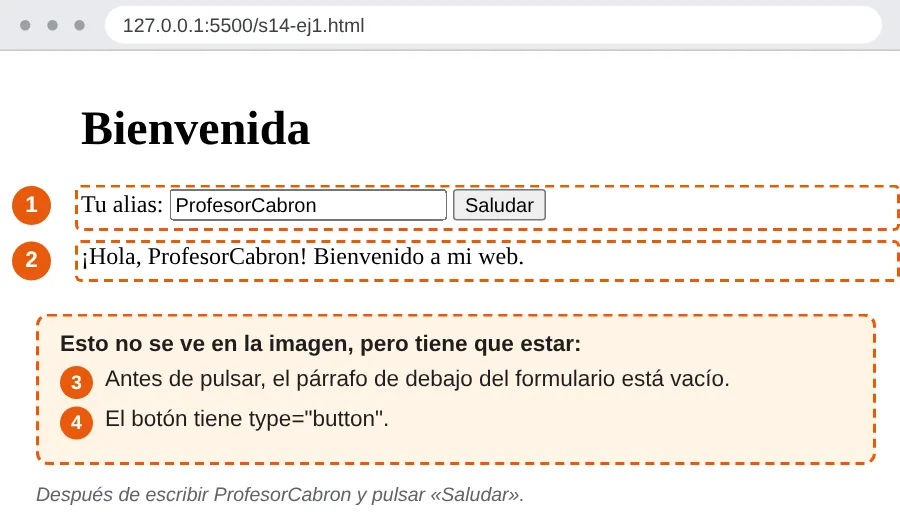 127.0.0.1:5500/s14-ej1.html
Bienvenida
1 Tu alias: ProfesorCabron Saludar
2 ¡Hola, ProfesorCabron! Bienvenido a mi web.
Esto no se ve en la imagen, pero tiene que estar:
3 Antes de pulsar, el párrafo de debajo del formulario está vacío.
4 El botón tiene type="button".
Después de escribir ProfesorCabron y pulsar «Saludar».